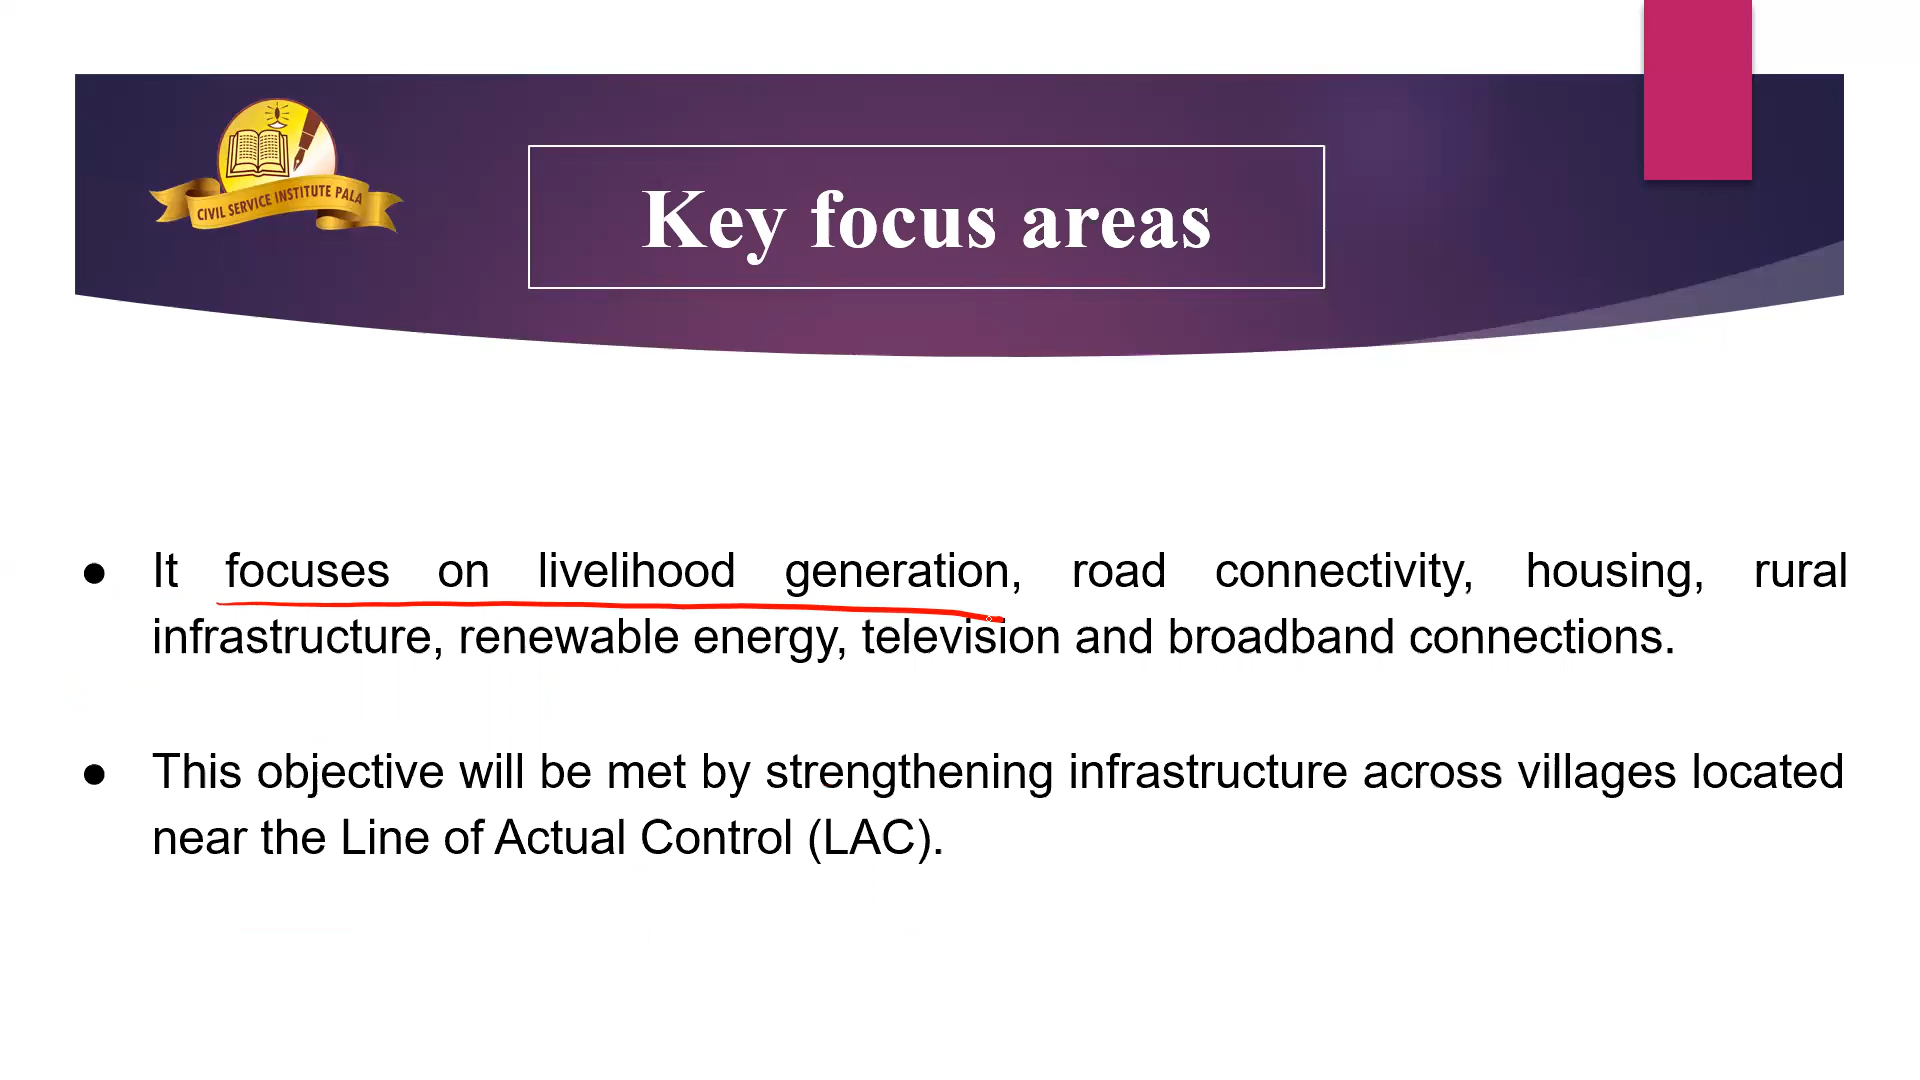 CIVIL SERVICE INSTITUTE PALA
Key focus areas
● It focuses on livelihood generation, road connectivity, housing, rural
infrastructure, renewable energy, television and broadband connections.
● This objective will be met by strengthening infrastructure across villages located
near the Line of Actual Control (LAC).